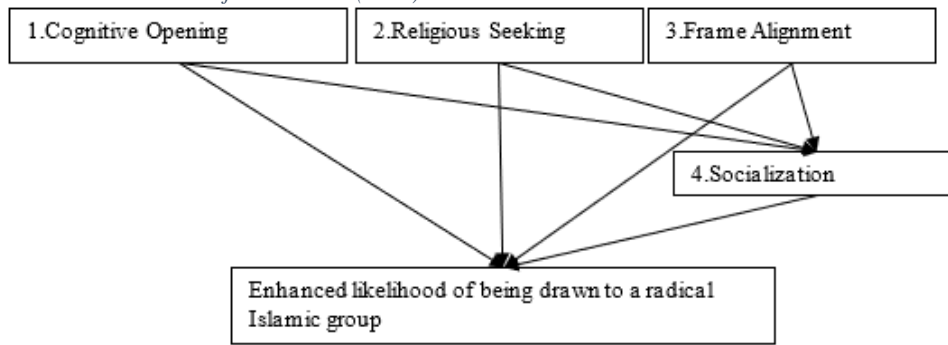 1.Cognitive Opening
2.Religious Seeking
3.Frame Alignment
4.Socialization
Enhanced likelihood of being drawn to a radical
Islamic group